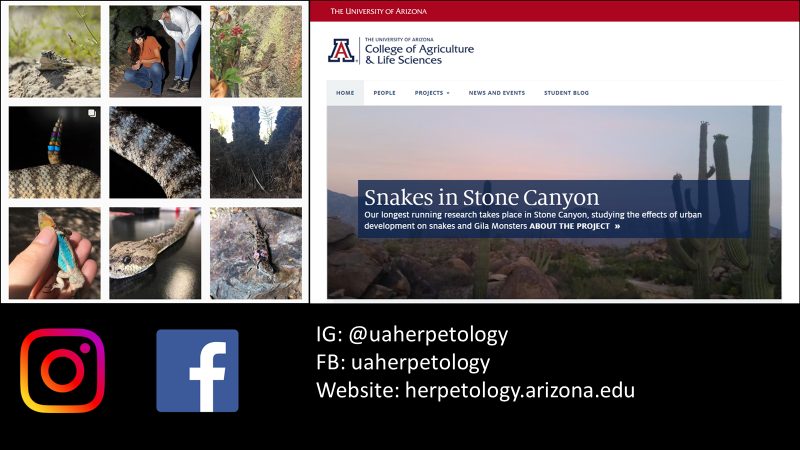 THE UNIVERSITY OF ARIZONA
THE UNIVERSITY OF ARIZONA
College of Agriculture
& Life Sciences
HOME PEOPLE PROJECTS NEWS AND EVENTS STUDENT BLOG
Snakes in Stone Canyon
Our longest running research takes place in Stone Canyon, studying the effects of urban
development on snakes and Gila Monsters ABOUT THE PROJECT »
IG: @uaherpetology
FB: uaherpetology
Website: herpetology.arizona.edu